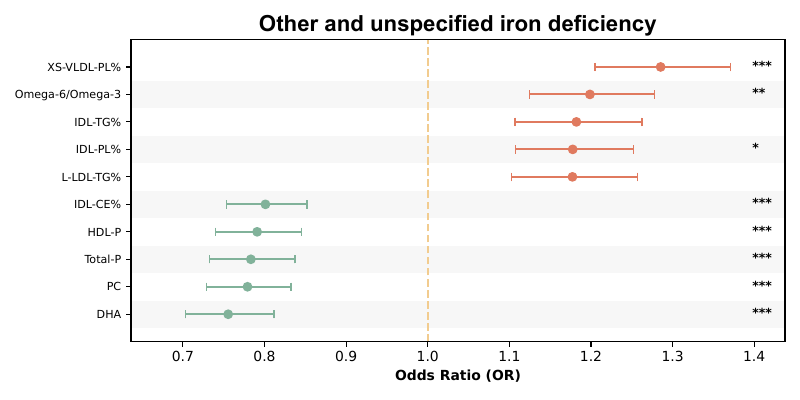 Other and unspecified iron deficiency
XS-VLDL-PL% ***
Omega-6/Omega-3 **
IDL-TG%
IDL-PL% *
L-LDL-TG%
IDL-CE% ***
HDL-P ***
Total-P ***
PC ***
DHA ***
0.7 0.8 0.9 1.0 1.1 1.2 1.3 1.4
Odds Ratio (OR)